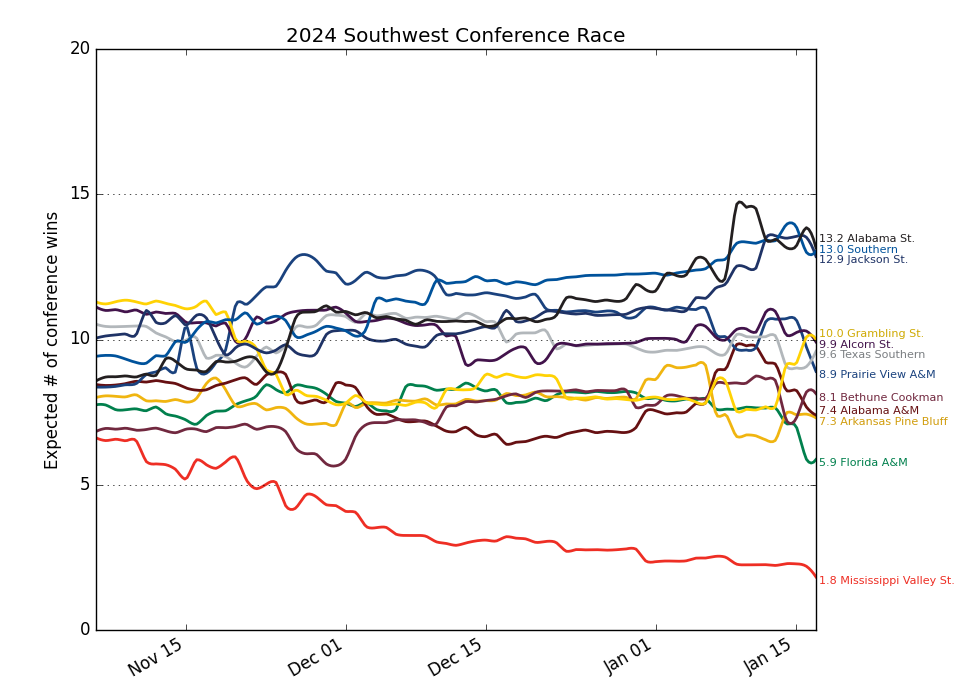 2024 Southwest Conference Race
Expected # of conference wins
20
15
10
5
0
Nov 15
Dec 01
Dec 15
Jan 01
Jan 15
13.2 Alabama St.
13.0 Southern
12.9 Jackson St.
10.0 Grambling St.
9.9 Alcorn St.
9.6 Texas Southern
8.9 Prairie View A&M
8.1 Bethune Cookman
7.4 Alabama A&M
7.3 Arkansas Pine Bluff
5.9 Florida A&M
1.8 Mississippi Valley St.